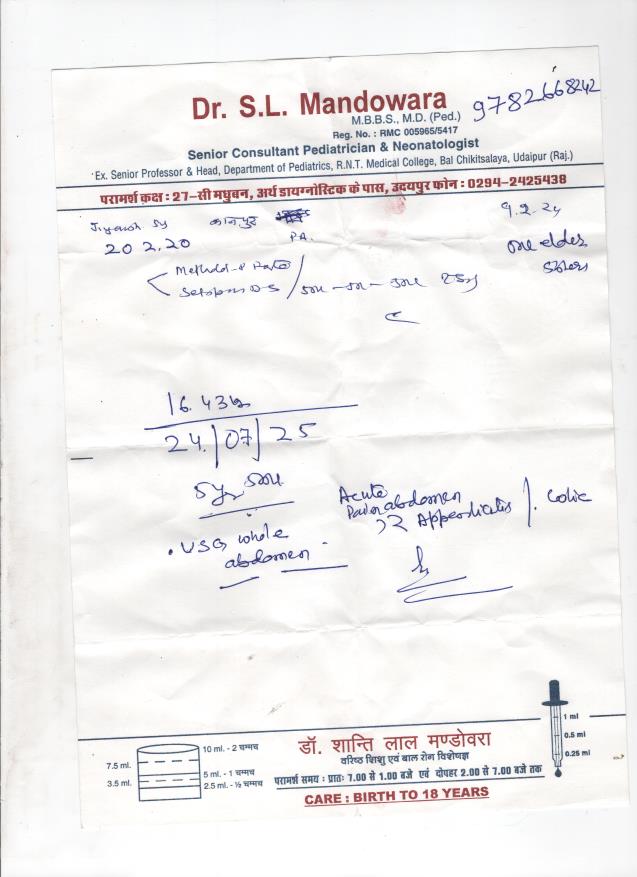 Dr. S.L. Mandowara
9782668242
M.B.B.S., M.D. (Ped.)
Reg. No. : RMC 005965/5417
Senior Consultant Pediatrician & Neonatologist
Ex. Senior Professor & Head, Department of Pediatrics, R.N.T. Medical College, Bal Chikitsalaya, Udaipur (Raj.)
परामर्श कक्ष : 27-सी मधुबन, अर्थ डायग्नोस्टिक के पास, उदयपुर फोन : 0294-2425438
कानपुर
9.2.24
20 2.20
one elder
16.43
24/07/25
5yr 5m
Acute
Pain abdomen
Appendicitis
Colic
• USG whole
abdomen
10 ml. - 2 चम्मच
7.5 ml.
5 ml. - 1 चम्मच
3.5 ml.
2.5 ml. - ½ चम्मच
डॉ. शान्ति लाल मण्डोवरा
वरिष्ठ शिशु एवं बाल रोग विशेषज्ञ
परामर्श समय : प्रातः 7.00 से 1.00 बजे एवं दोपहर 2.00 से 7.00 बजे तक
CARE : BIRTH TO 18 YEARS
1 ml
0.5 ml
0.25 ml